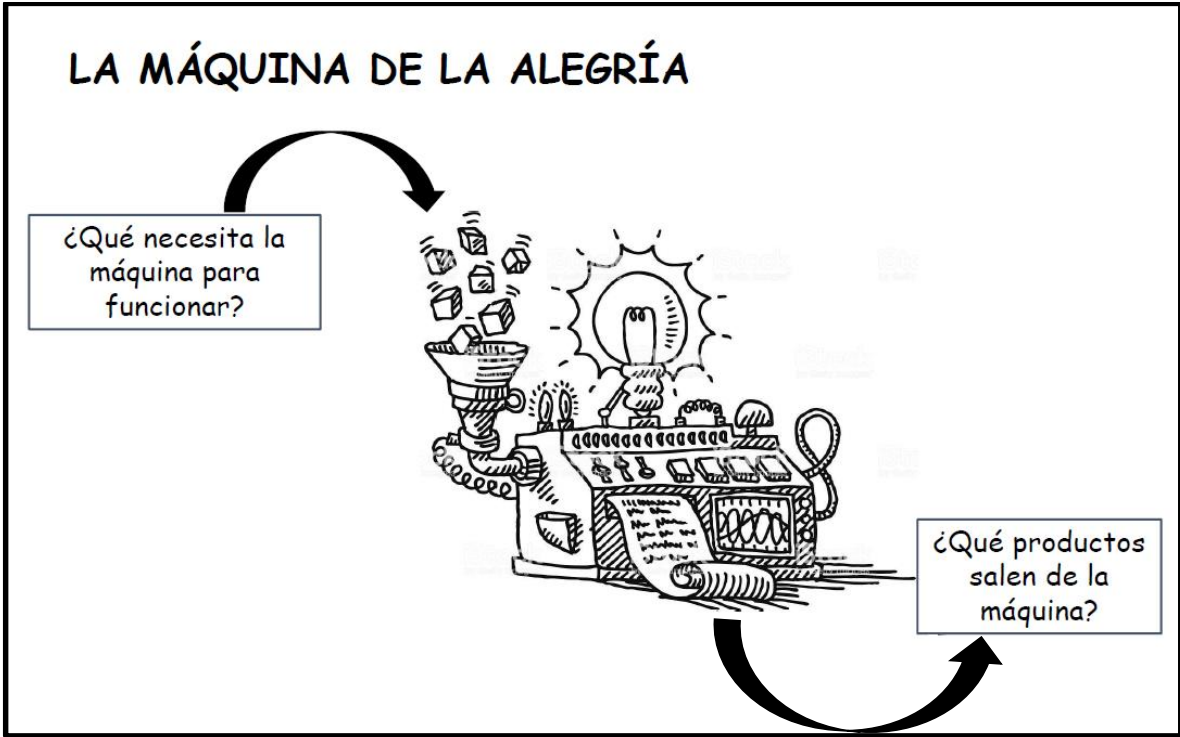 LA MÁQUINA DE LA ALEGRÍA
¿Qué necesita la
máquina para
funcionar?
¿Qué productos
salen de la
máquina?